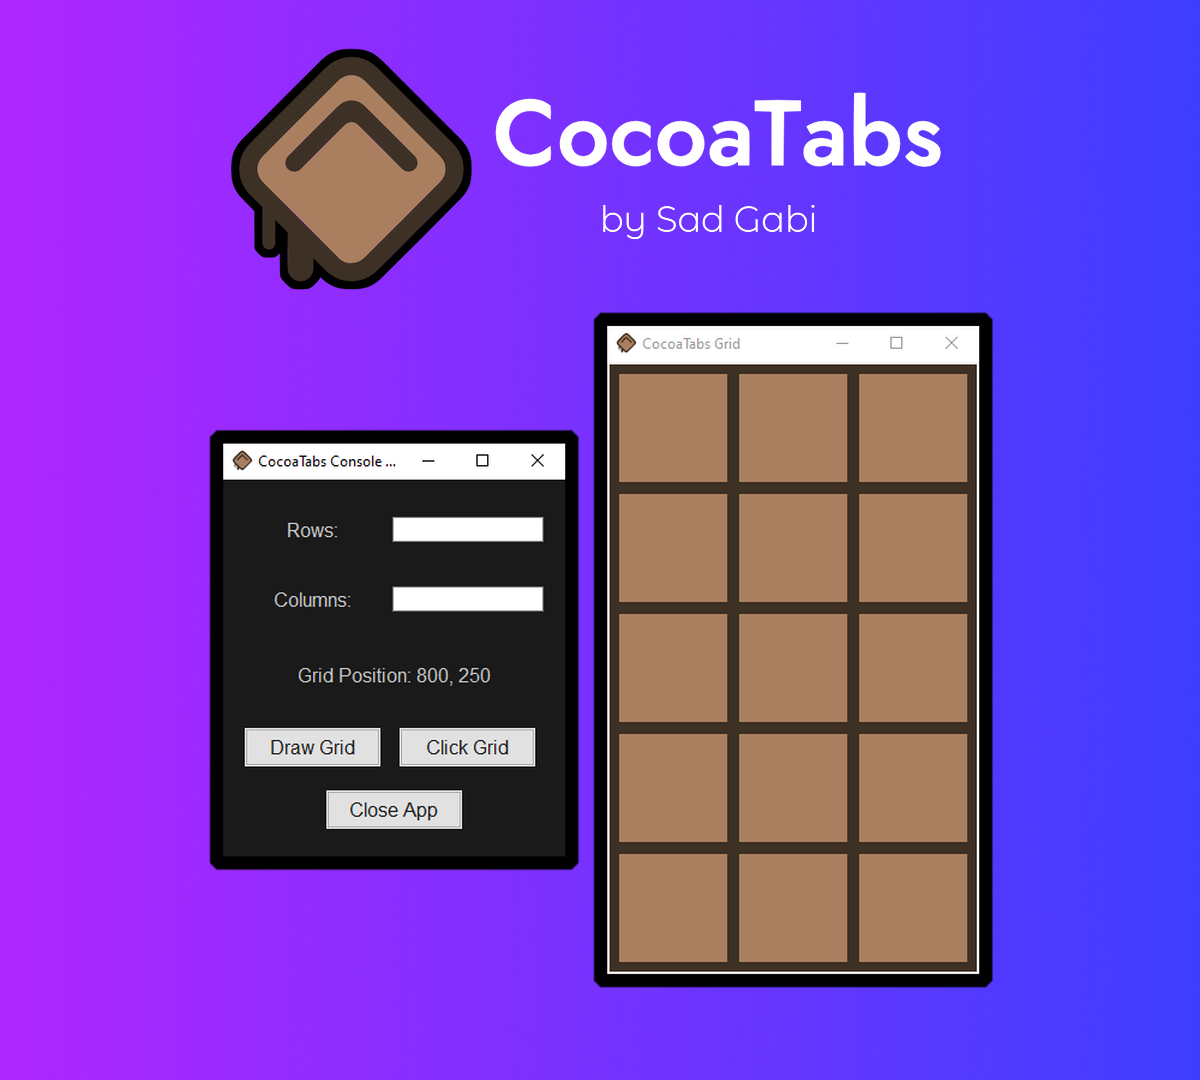 CocoaTabs
by Sad Gabi
CocoaTabs Grid
CocoaTabs Console ...
Rows:
Columns:
Grid Position: 800, 250
Draw Grid
Click Grid
Close App